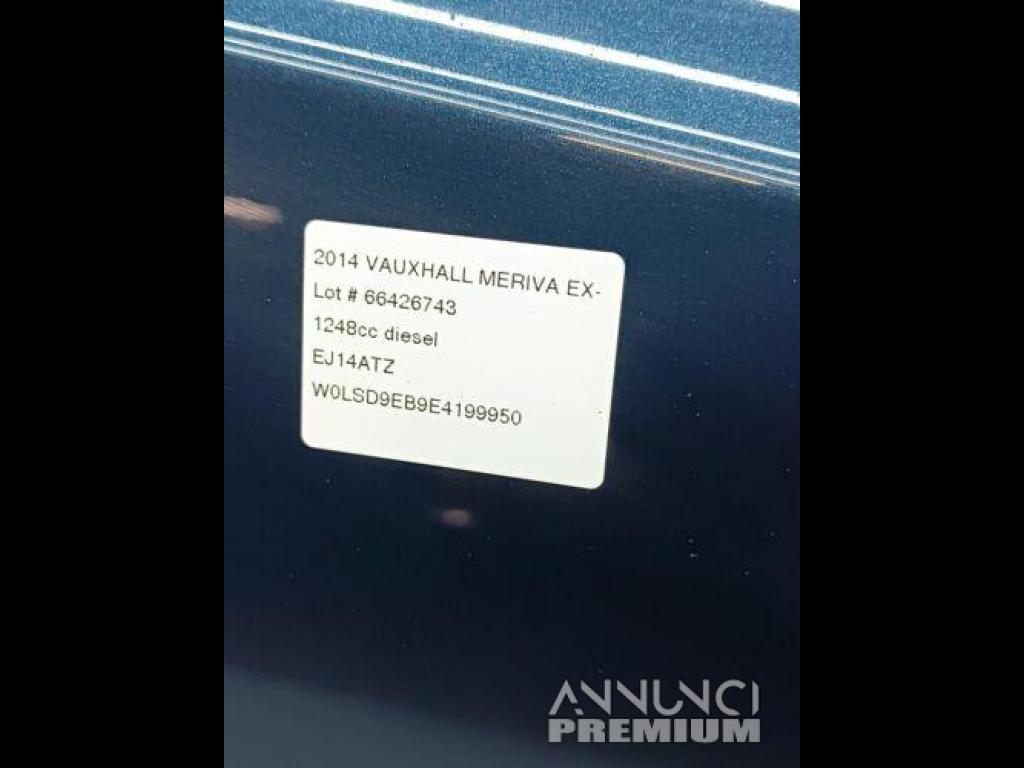 2014 VAUXHALL MERIVA EX-
Lot # 66426743
1248cc diesel
EJ14ATZ
W0LSD9EB9E4199950
ANNUNCI
PREMIUM